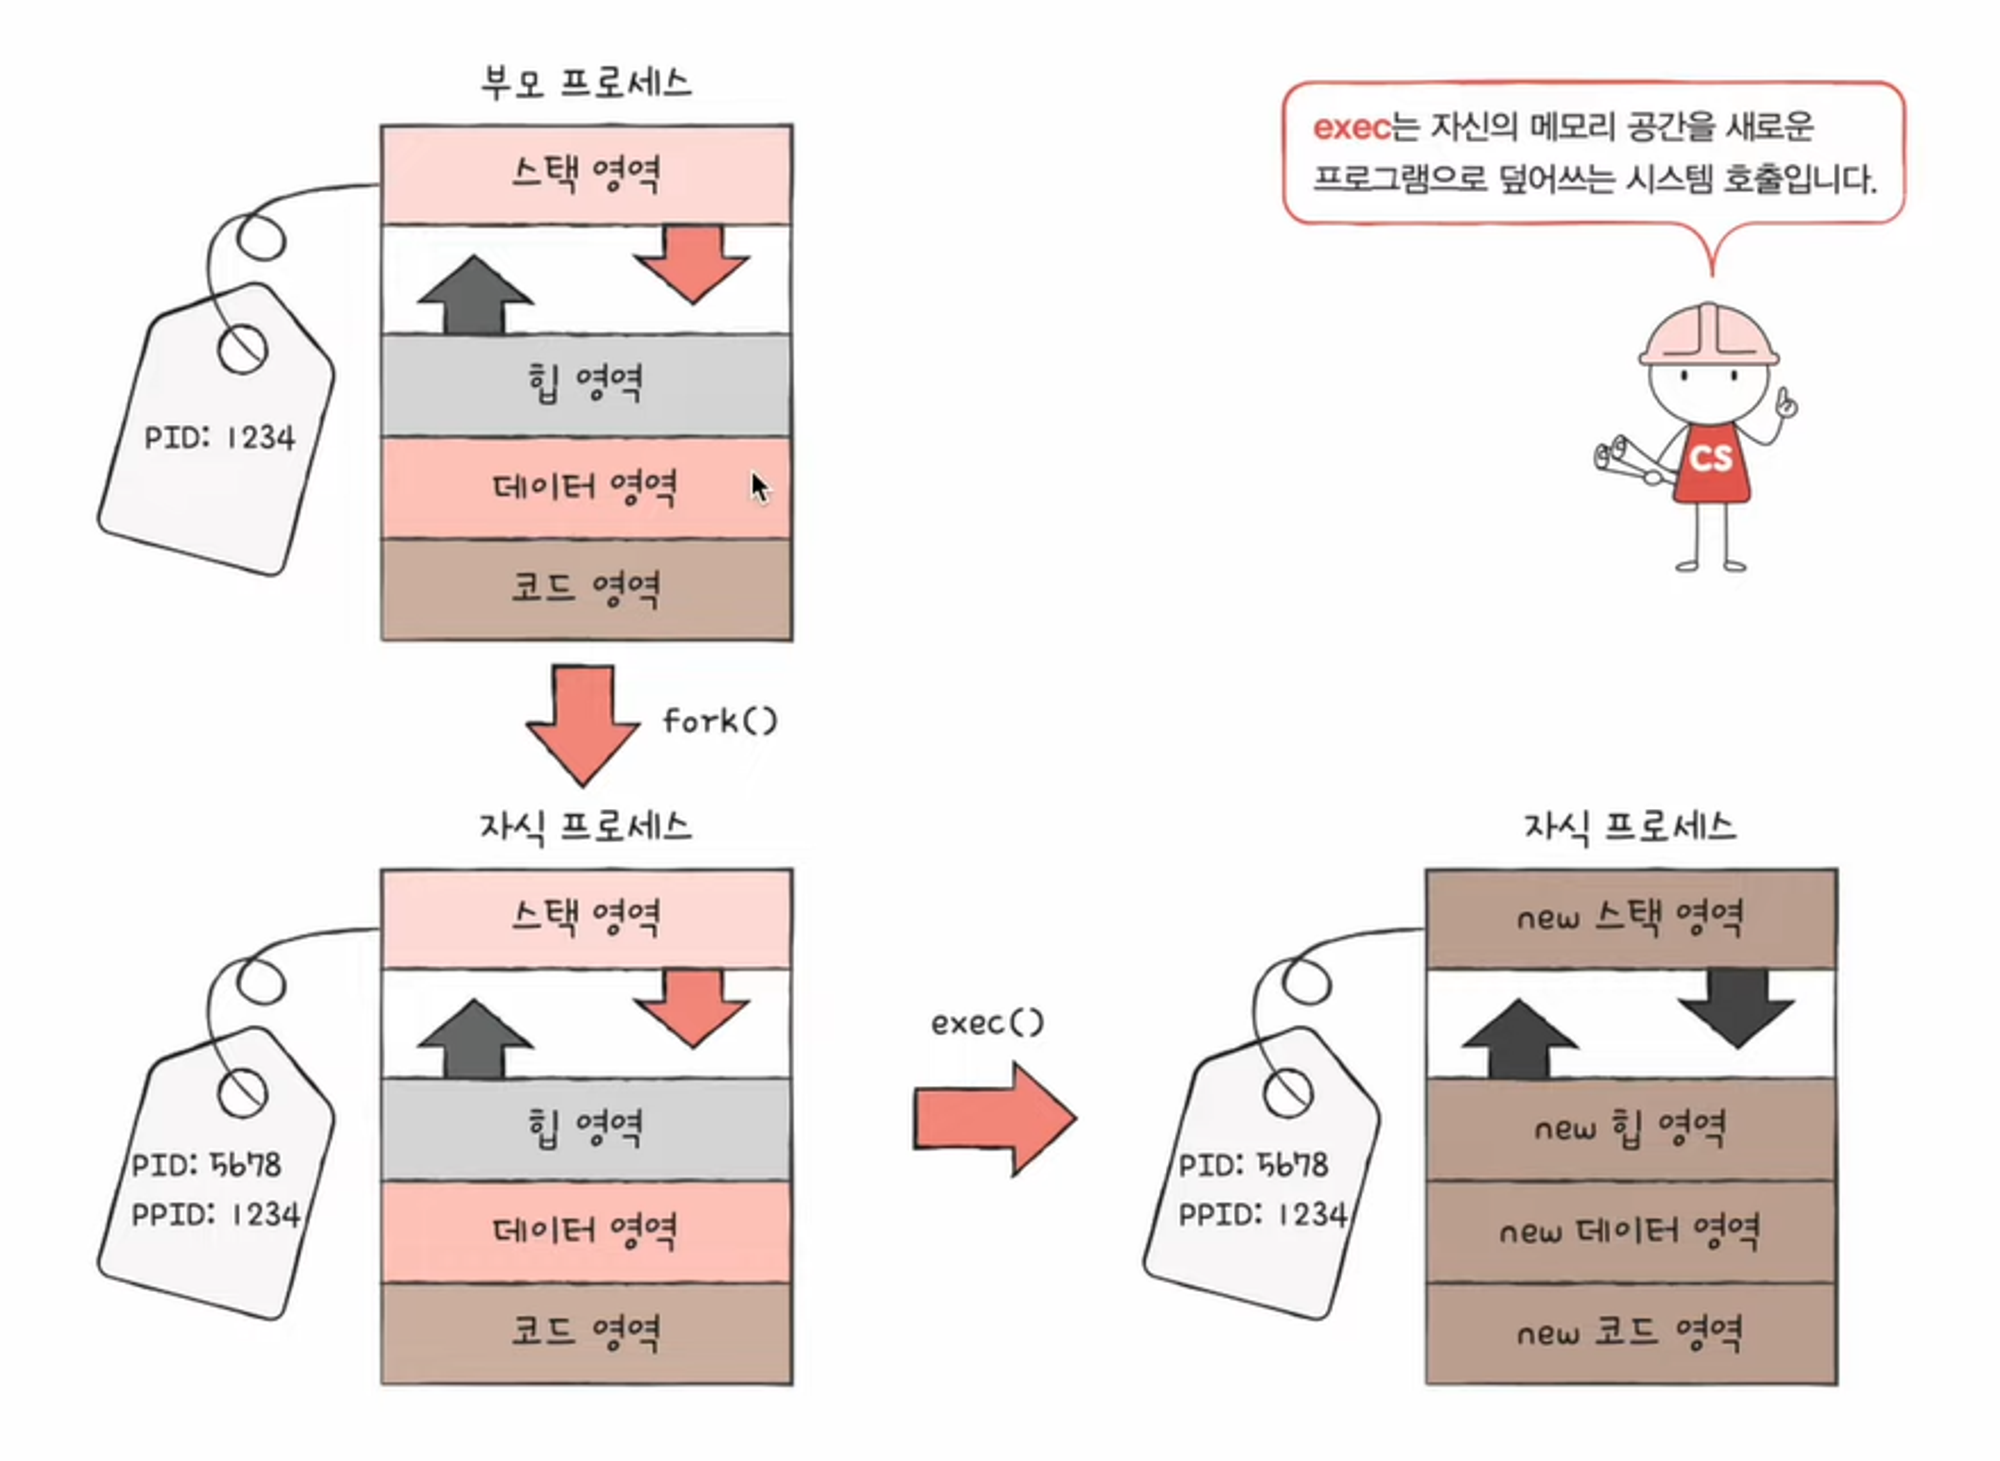 부모 프로세스
스택 영역
힙 영역
데이터 영역
코드 영역
PID: 1234
exec는 자신의 메모리 공간을 새로운
프로그램으로 덮어쓰는 시스템 호출입니다.
CS
fork()
자식 프로세스
스택 영역
힙 영역
데이터 영역
코드 영역
PID: 5678
PPID: 1234
exec()
자식 프로세스
new 스택 영역
new 힙 영역
new 데이터 영역
new 코드 영역
PID: 5678
PPID: 1234